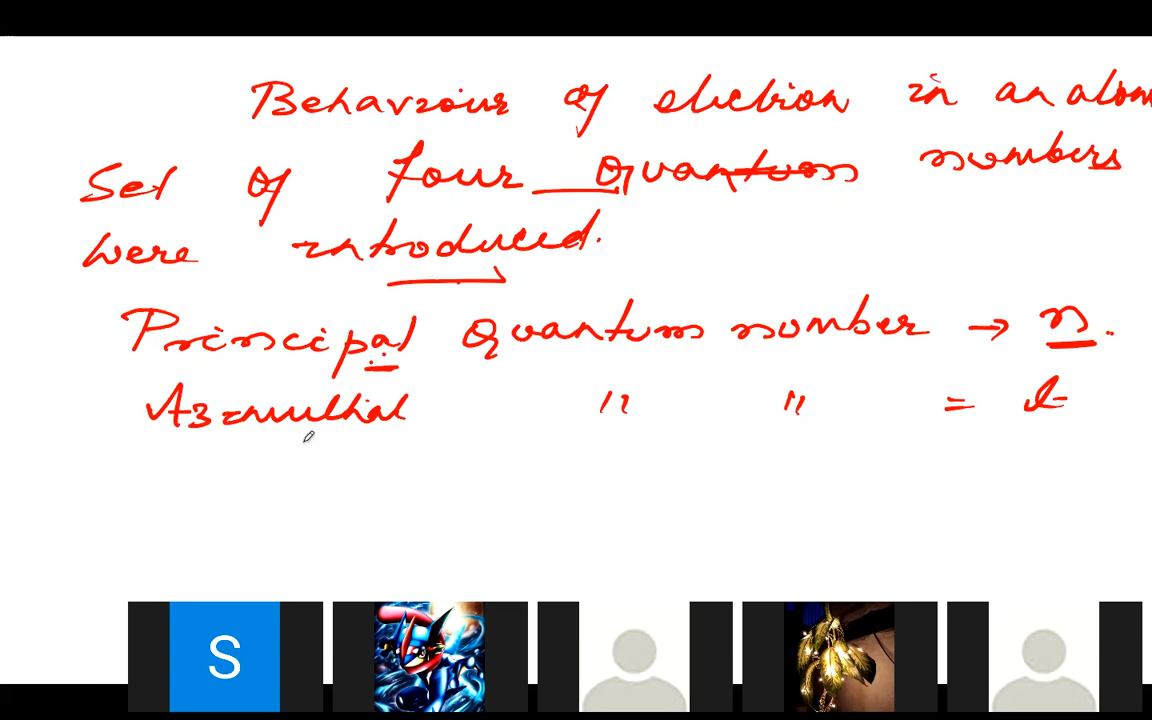 Behaviour of electron in an atom
Set of four Quantum numbers
were introduced.
Principal Quantum number → n.
Azimuthal " " = l
S